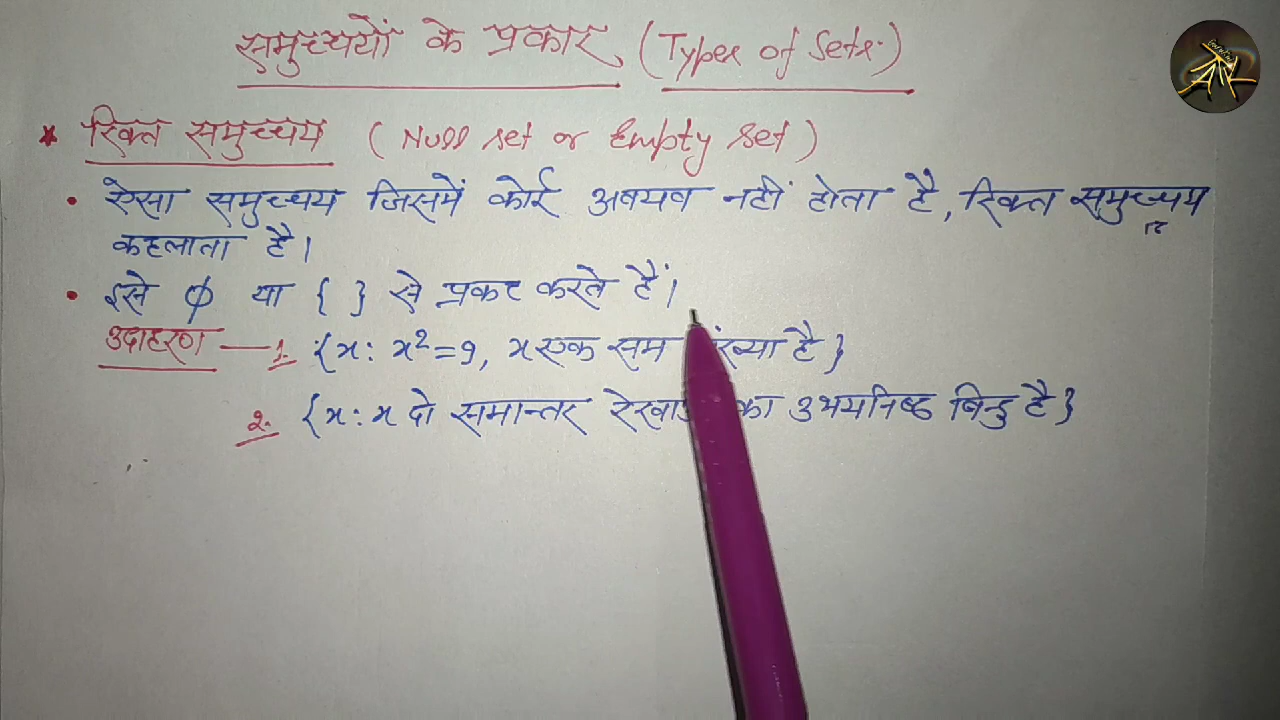 समुच्चयों के प्रकार (Types of Sets.)
* रिक्त समुच्चय (Null set or Empty Set)
• ऐसा समुच्चय जिसमें कोई अवयव नहीं होता है, रिक्त समुच्चय
कहलाता है।
• इसे ϕ या { } से प्रकट करते हैं।
उदाहरण — 1. {x: x²=9, x एक सम संख्या है}
2. {x: x दो समान्तर का उभयनिष्ठ बिन्दु है}